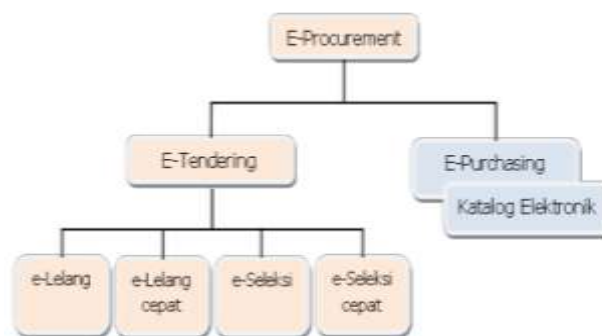 E-Procurement
E-Tendering
E-Purchasing
Katalog Elektronik
e-Lelang
e-Lelang
cepat
e-Seleksi
e-Seleksi
cepat